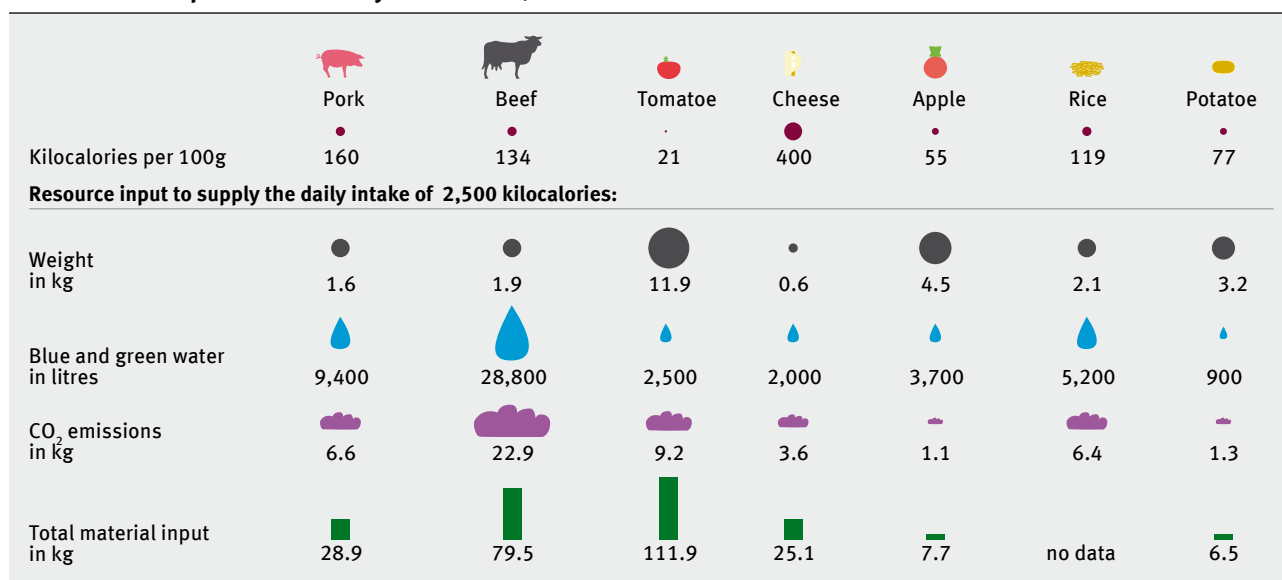 Pork Beef Tomatoe Cheese Apple Rice Potatoe
Kilocalories per 100g 160 134 21 400 55 119 77
Resource input to supply the daily intake of 2,500 kilocalories:
Weight
in kg 1.6 1.9 11.9 0.6 4.5 2.1 3.2
Blue and green water
in litres 9,400 28,800 2,500 2,000 3,700 5,200 900
CO2 emissions
in kg 6.6 22.9 9.2 3.6 1.1 6.4 1.3
Total material input
in kg 28.9 79.5 111.9 25.1 7.7 no data 6.5